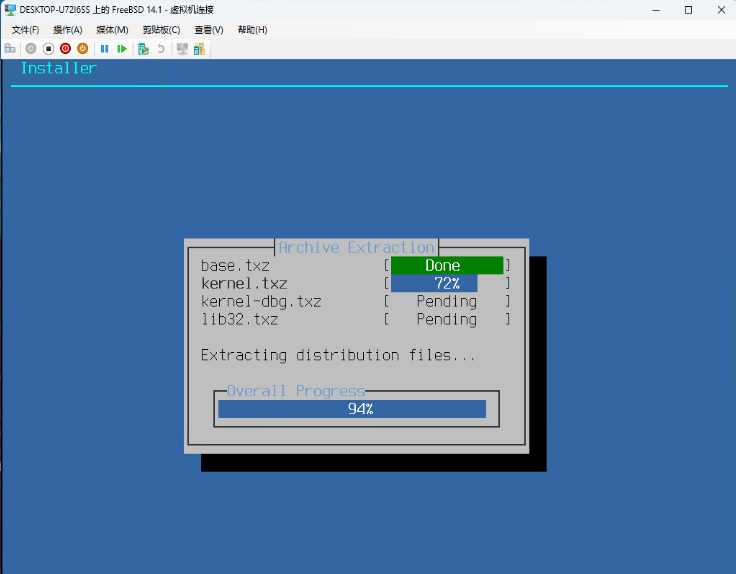 DESKTOP-U72I6SS 上的 FreeBSD 14.1 - 虚拟机连接
文件(F) 操作(A) 媒体(M) 剪贴板(C) 查看(V) 帮助(H)
Installer
Archive Extraction
base.txz [ Done ]
kernel.txz [ 72% ]
kernel-dbg.txz [ Pending ]
lib32.txz [ Pending ]
Extracting distribution files...
Overall Progress
94%